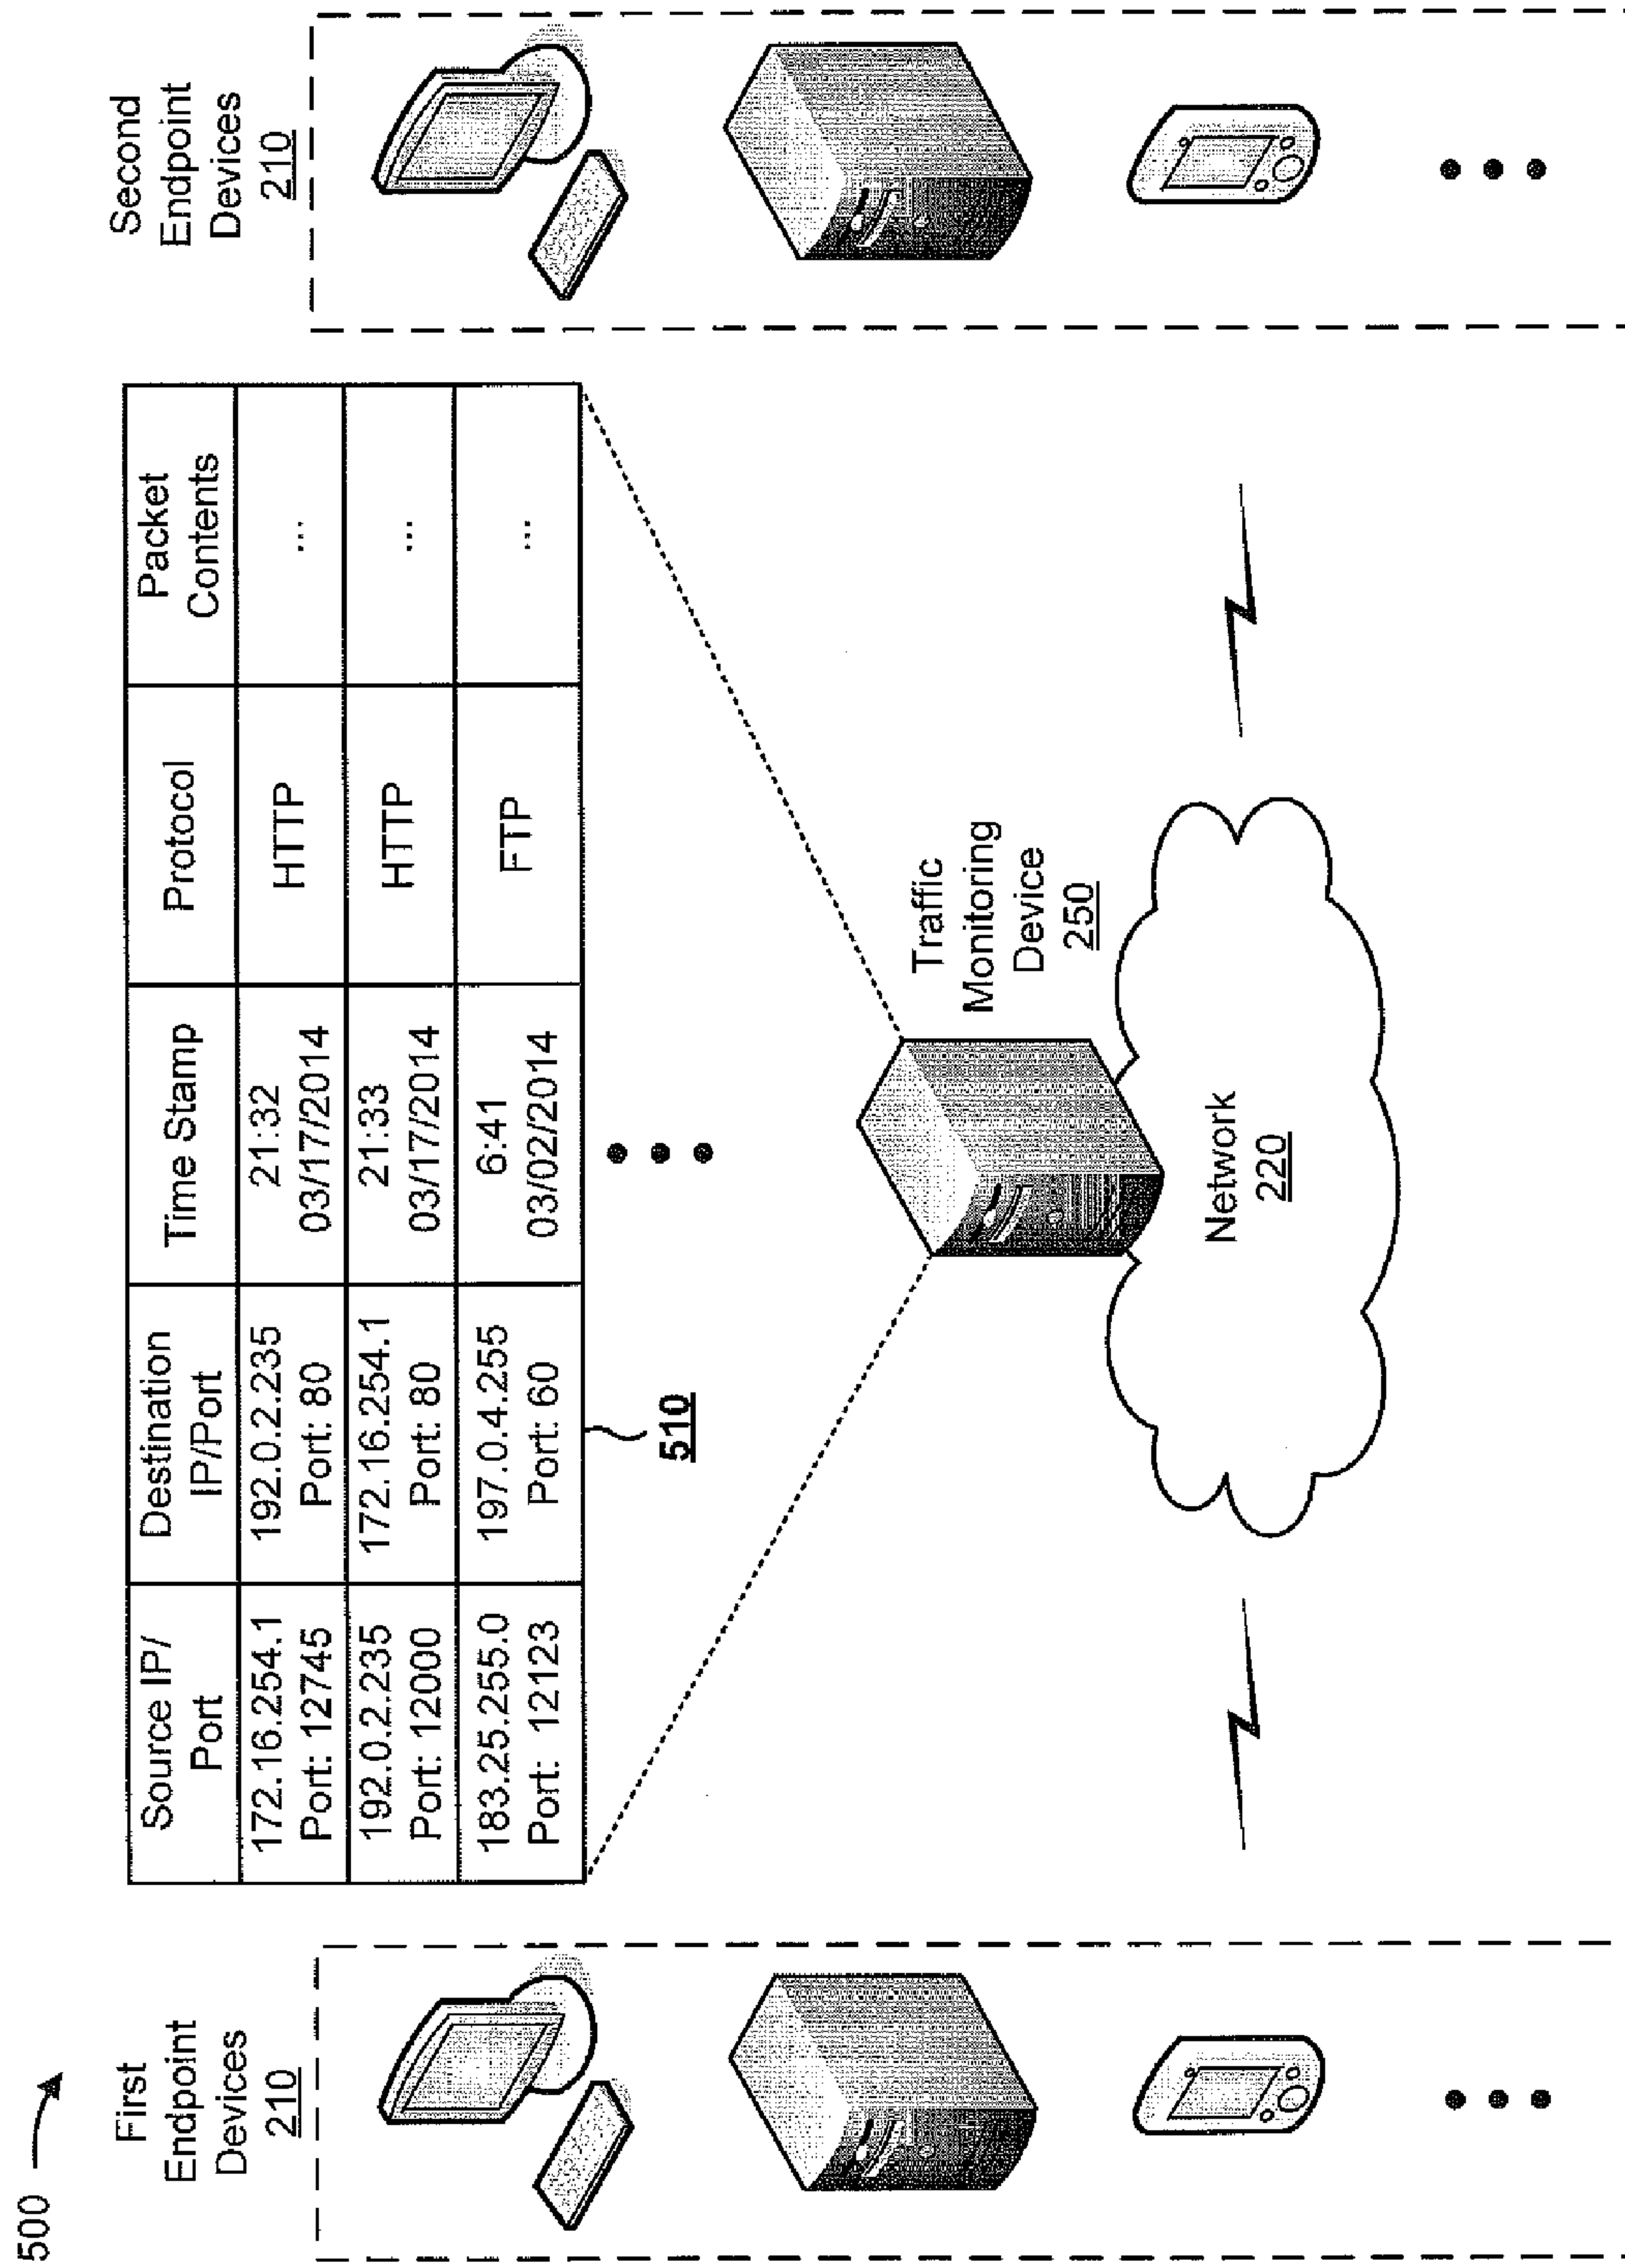 500
First
Endpoint
Devices
210
Source IP/
Port
Destination
IP/Port
Time Stamp
Protocol
Packet
Contents
172.16.254.1
Port: 12745
192.0.2.235
Port: 80
21:32
03/17/2014
HTTP
...
192.0.2.235
Port: 12000
172.16.254.1
Port: 80
21:33
03/17/2014
HTTP
...
183.25.255.0
Port: 12123
197.0.4.255
Port: 60
6:41
03/02/2014
FTP
...
510
Traffic
Monitoring
Device
250
Network
220
Second
Endpoint
Devices
210